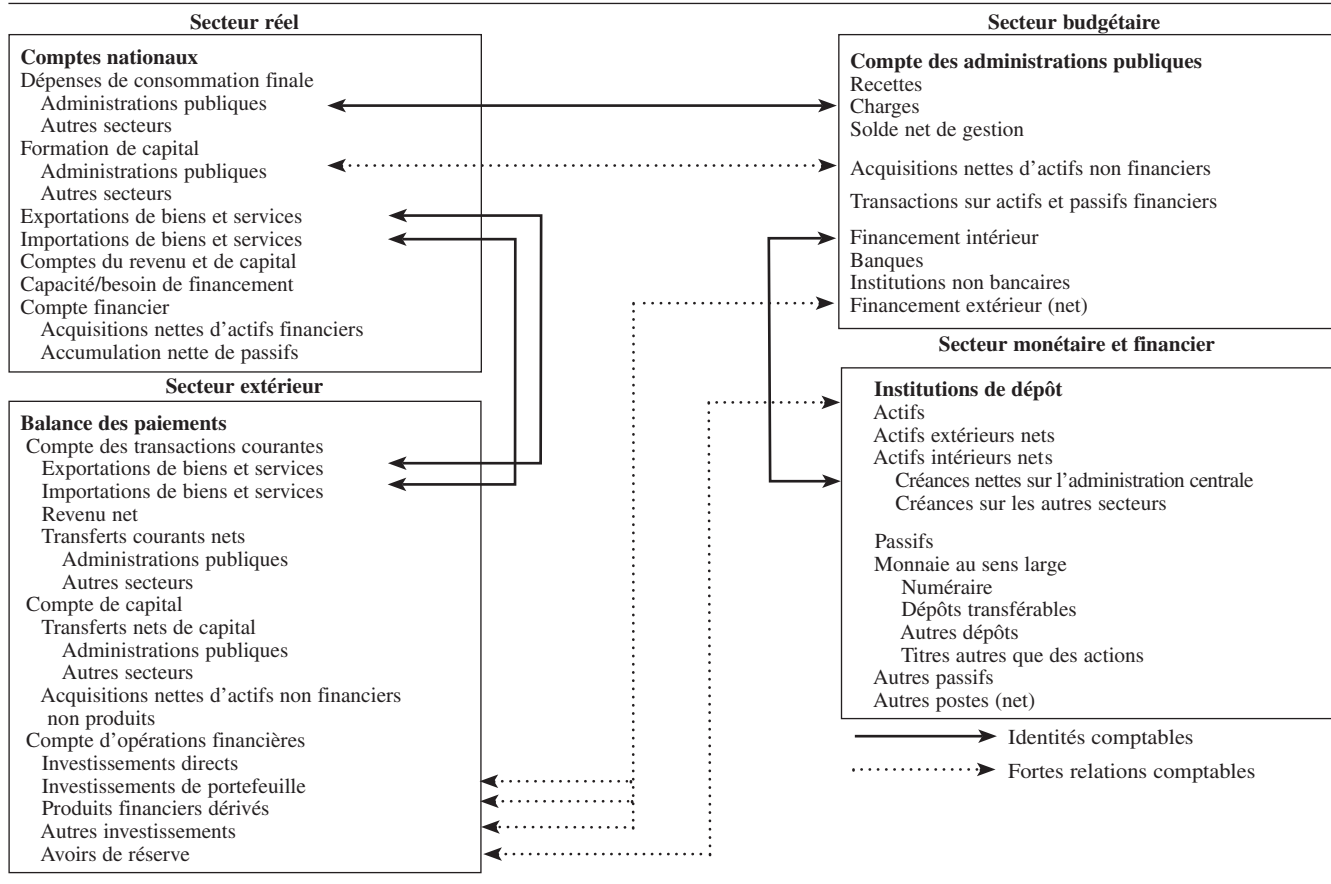 Secteur réel
Comptes nationaux
Dépenses de consommation finale
Administrations publiques
Autres secteurs
Formation de capital
Administrations publiques
Autres secteurs
Exportations de biens et services
Importations de biens et services
Comptes du revenu et de capital
Capacité/besoin de financement
Compte financier
Acquisitions nettes d'actifs financiers
Accumulation nette de passifs
Secteur extérieur
Balance des paiements
Compte des transactions courantes
Exportations de biens et services
Importations de biens et services
Revenu net
Transferts courants nets
Administrations publiques
Autres secteurs
Compte de capital
Transferts nets de capital
Administrations publiques
Autres secteurs
Acquisitions nettes d'actifs non financiers
non produits
Compte d'opérations financières
Investissements directs
Investissements de portefeuille
Produits financiers dérivés
Autres investissements
Avoirs de réserve
Secteur budgétaire
Compte des administrations publiques
Recettes
Charges
Solde net de gestion
Acquisitions nettes d'actifs non financiers
Transactions sur actifs et passifs financiers
Financement intérieur
Banques
Institutions non bancaires
Financement extérieur (net)
Secteur monétaire et financier
Institutions de dépôt
Actifs
Actifs extérieurs nets
Actifs intérieurs nets
Créances nettes sur l'administration centrale
Créances sur les autres secteurs
Passifs
Monnaie au sens large
Numéraire
Dépôts transférables
Autres dépôts
Titres autres que des actions
Autres passifs
Autres postes (net)
Identités comptables
Fortes relations comptables